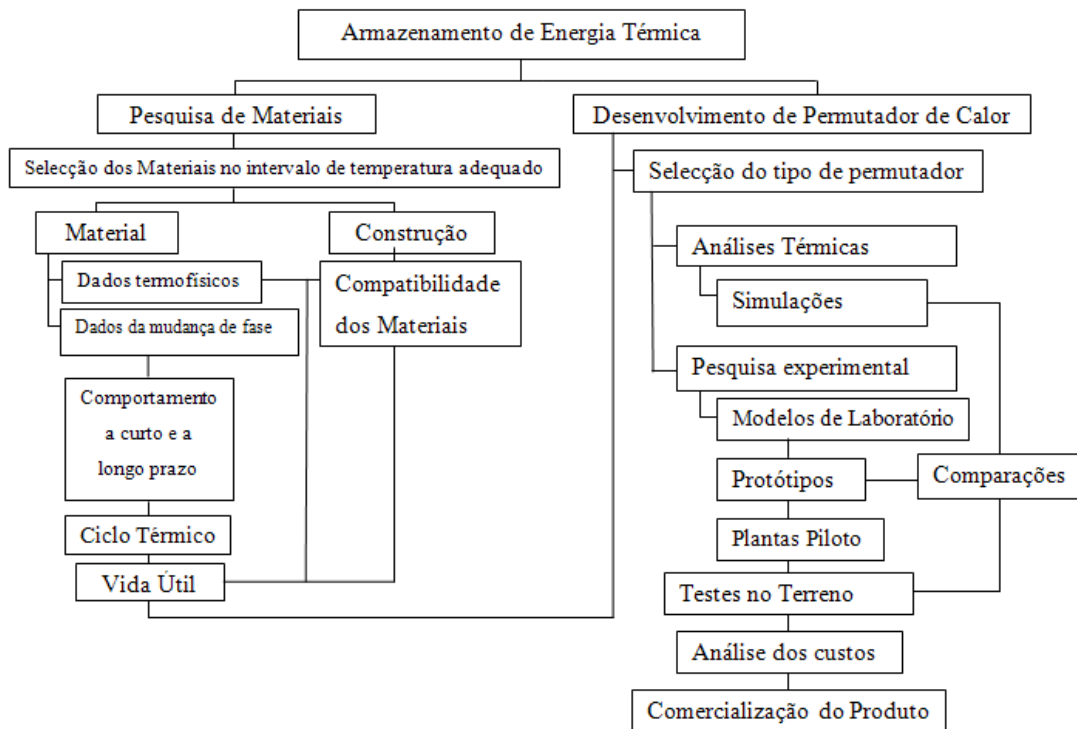 Armazenamento de Energia Térmica
Pesquisa de Materiais
Desenvolvimento de Permutador de Calor
Selecção dos Materiais no intervalo de temperatura adequado
Selecção do tipo de permutador
Material
Construção
Análises Térmicas
Dados termofísicos
Compatibilidade
dos Materiais
Simulações
Dados da mudança de fase
Pesquisa experimental
Comportamento
a curto e a
longo prazo
Modelos de Laboratório
Protótipos
Comparações
Ciclo Térmico
Plantas Piloto
Vida Útil
Testes no Terreno
Análise dos custos
Comercialização do Produto